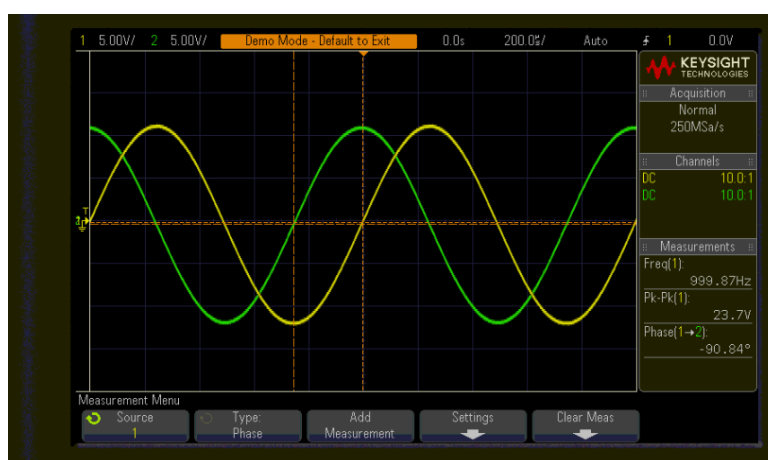 1 5.00V/ 2 5.00V/ Demo Mode - Default to Exit 0.0s 200.0%/ Auto 1 0.0V
KEYSIGHT
TECHNOLOGIES
Acquisition
Normal
250MSa/s
Channels
DC 10.0:1
DC 10.0:1
T
Measurements
Freq(1):
999.87Hz
Pk-Pk(1):
23.7V
Phase(1→2):
-90.84°
Measurement Menu
Source
1
Type:
Phase
Add
Measurement
Settings
Clear Meas